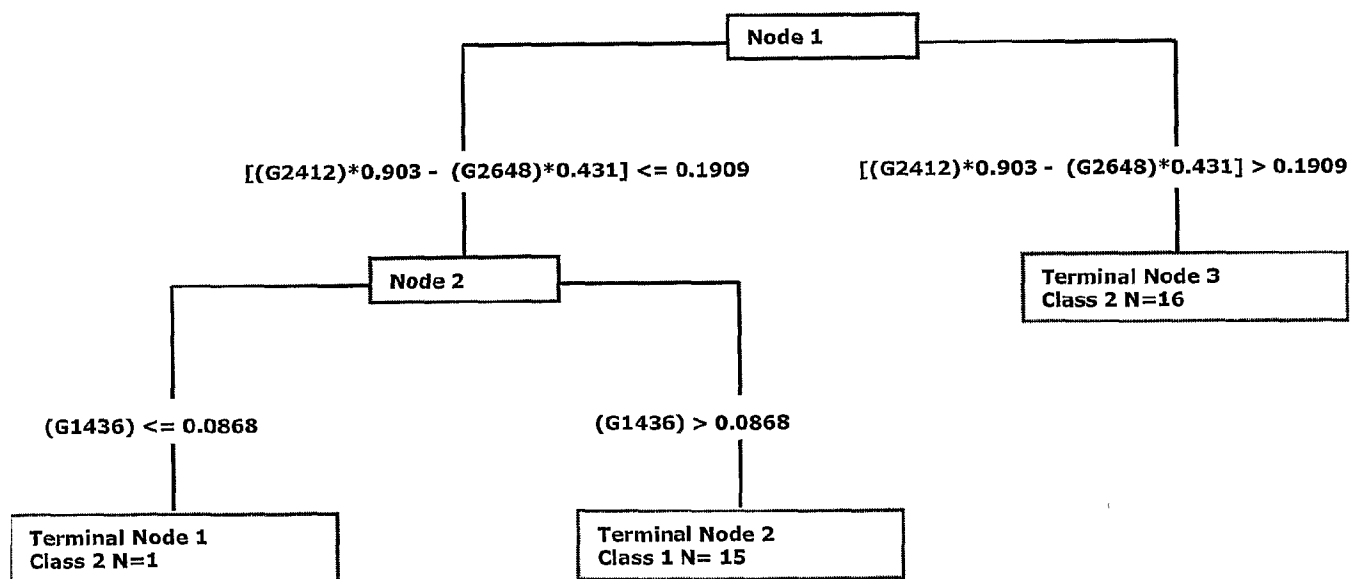 Node 1
[(G2412)*0.903 - (G2648)*0.431] <= 0.1909
[(G2412)*0.903 - (G2648)*0.431] > 0.1909
Node 2
Terminal Node 3
Class 2 N=16
(G1436) <= 0.0868
(G1436) > 0.0868
Terminal Node 1
Class 2 N=1
Terminal Node 2
Class 1 N= 15